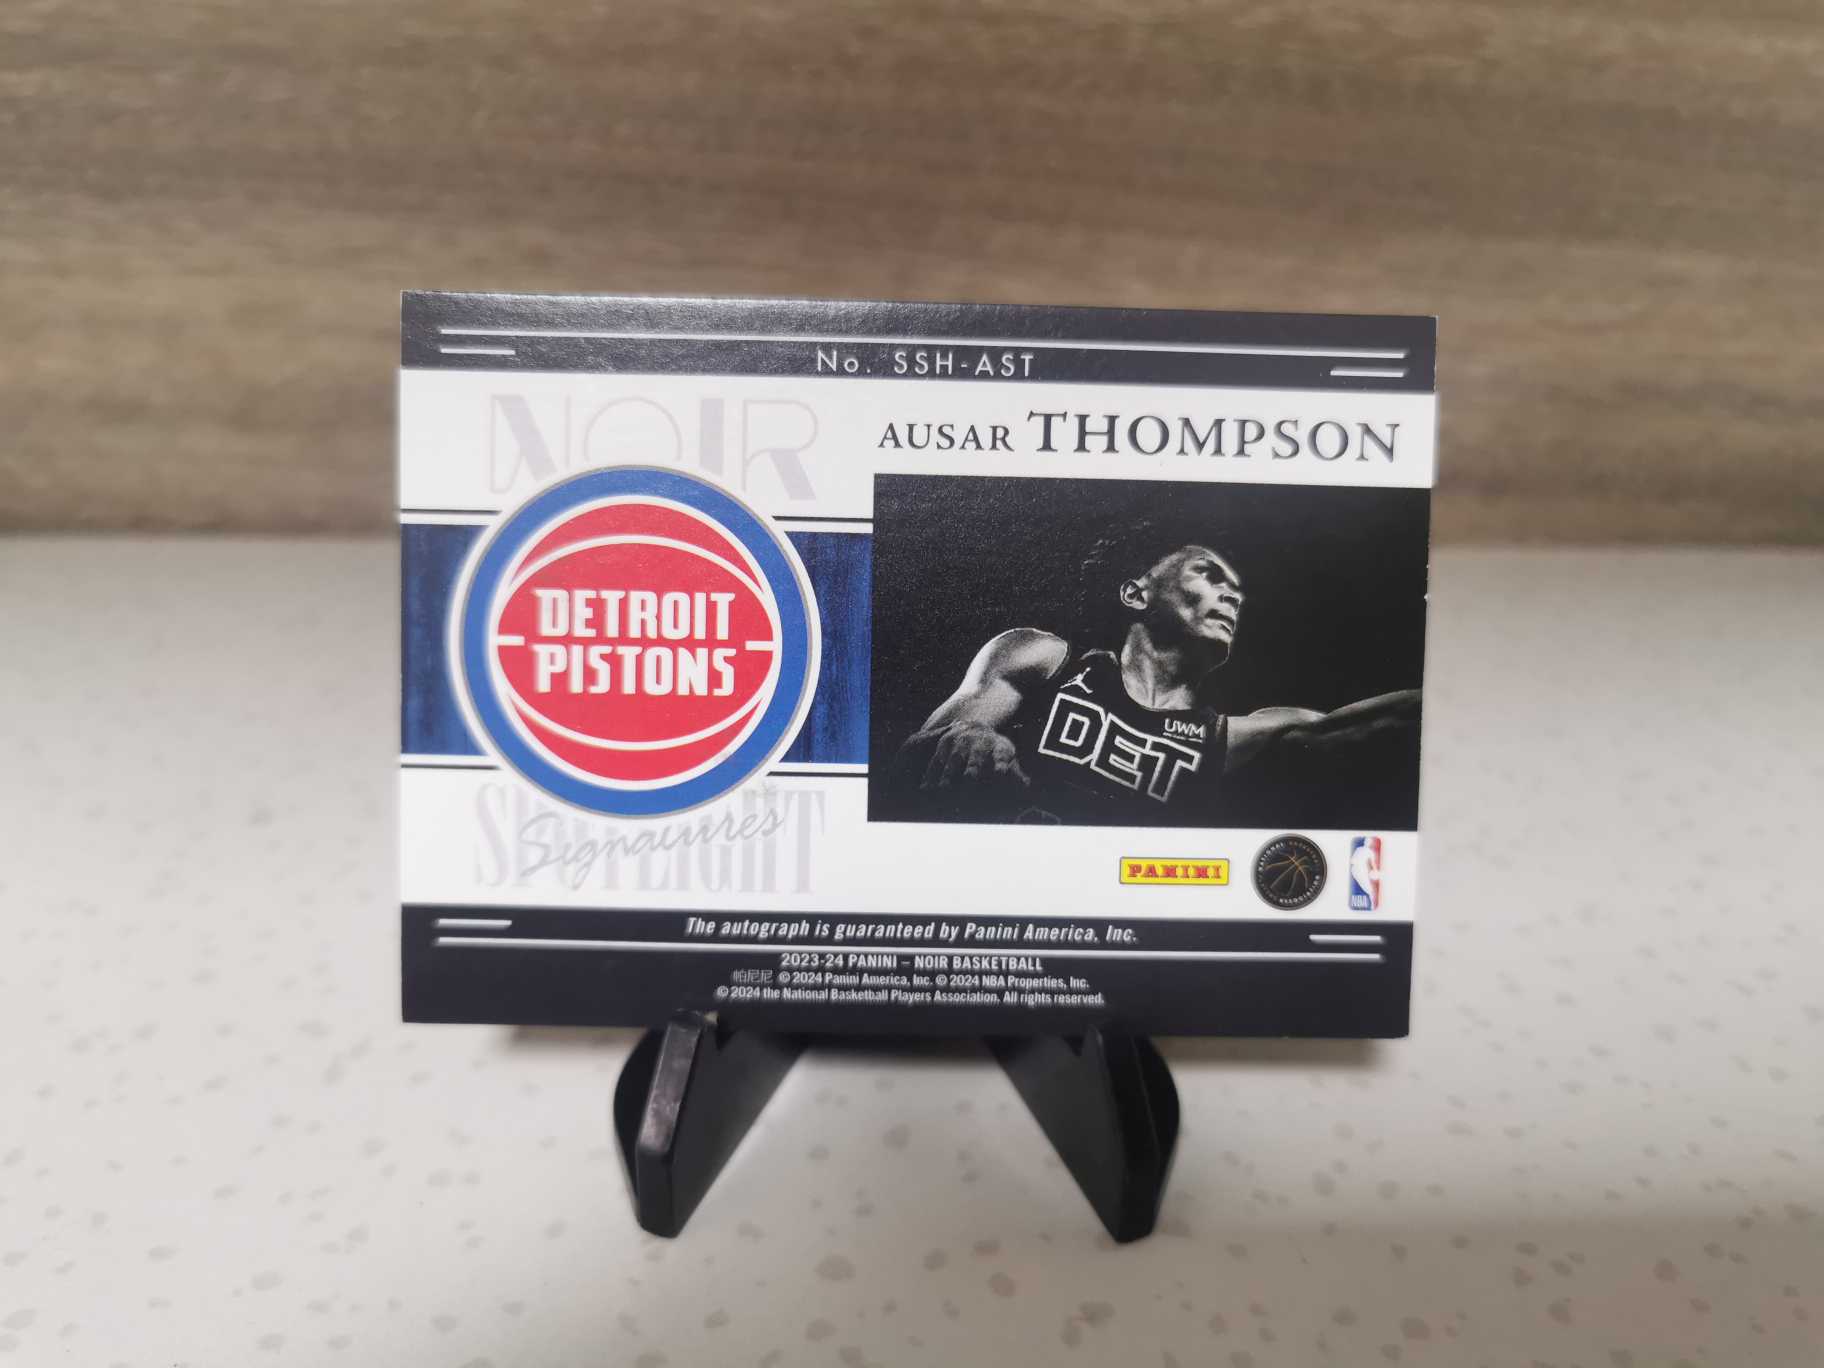 No. SSH-AST
NOIR
AUSAR THOMPSON
DETROIT
PISTONS
UWM
DET
SPOTLIGHT
Signatures
PANINI
NBA
The autograph is guaranteed by Panini America, Inc.
2023-24 PANINI – NOIR BASKETBALL
帕尼尼 © 2024 Panini America, Inc. © 2024 NBA Properties, Inc.
© 2024 the National Basketball Players Association. All rights reserved.